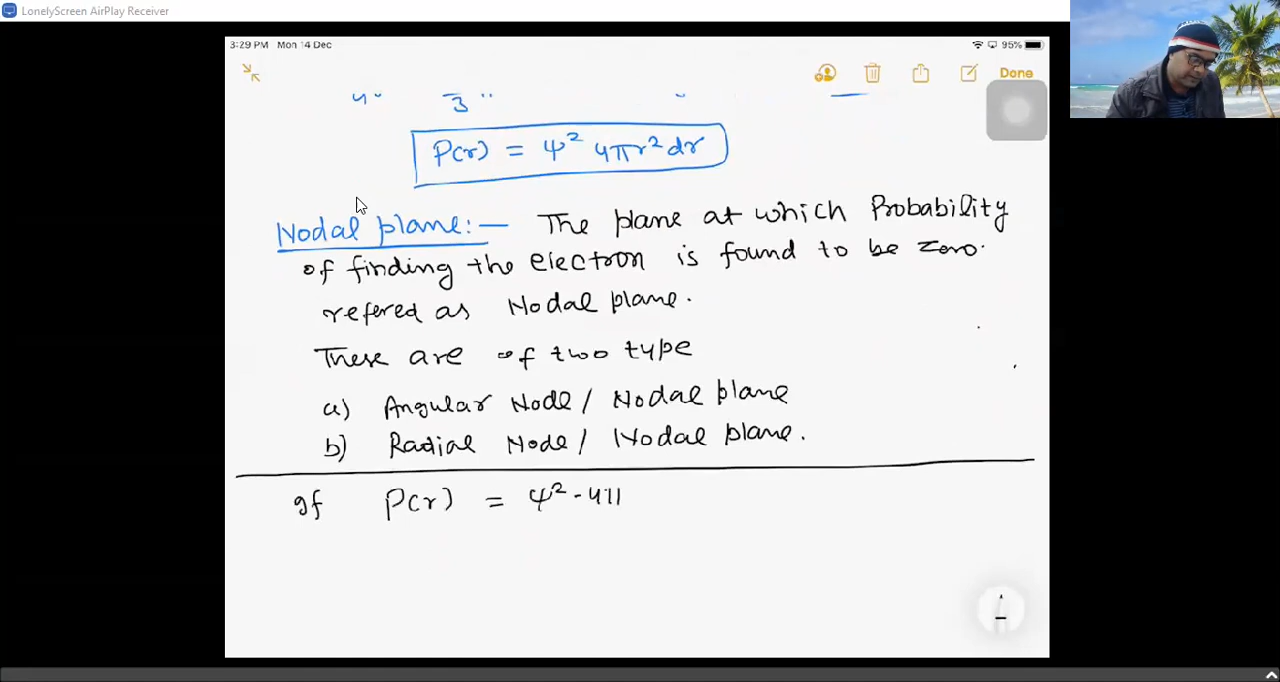 LonelyScreen AirPlay Receiver
3:29 PM Mon 14 Dec
95%
Done
3
P(r) = ψ² 4πr²dr
Nodal plane:— The plane at which Probability
of finding the electron is found to be zero.
refered as Nodal plane.
These are of two type
a) Angular Node / Nodal plane
b) Radial Node / Nodal plane.
If P(r) = ψ² · 4π